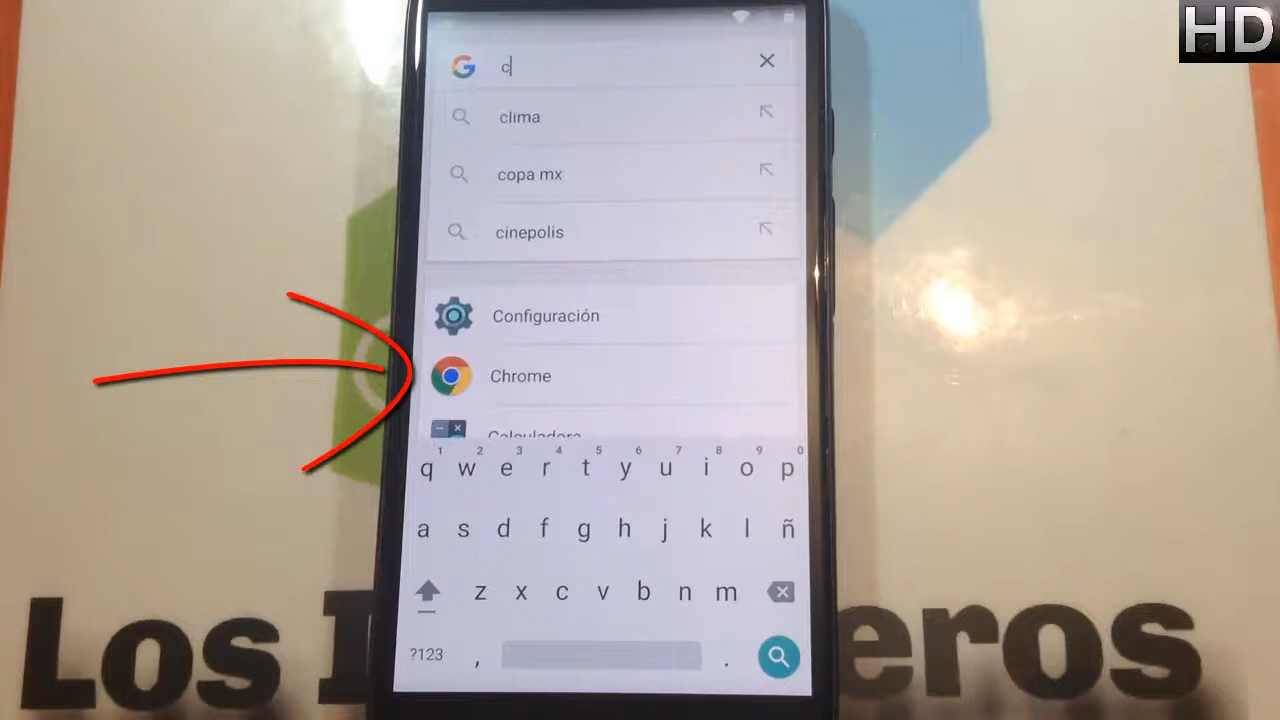 HD
c
clima
copa mx
cinepolis
Configuración
Chrome
Calculadora
1 2 3 4 5 6 7 8 9 0
q w e r t y u i o p
a s d f g h j k l ñ
z x c v b n m
?123 , .
Los
eros